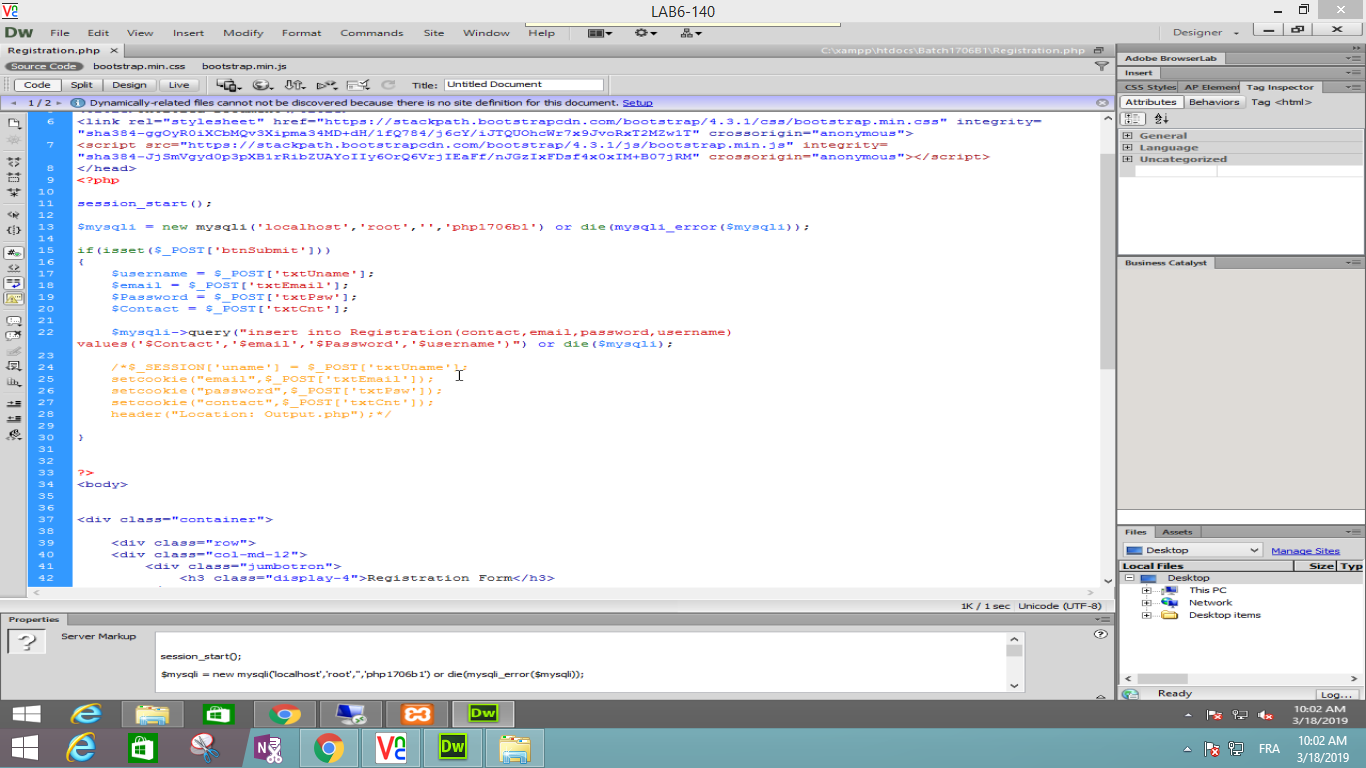 LAB6-140
Dw File Edit View Insert Modify Format Commands Site Window Help Designer
Registration.php C:\xampp\htdocs\Batch1706B1\Registration.php
Source Code bootstrap.min.css bootstrap.min.js
Code Split Design Live Title: Untitled Document
1 / 2 Dynamically-related files cannot not be discovered because there is no site definition for this document. Setup
6 <link rel="stylesheet" href="https://stackpath.bootstrapcdn.com/bootstrap/4.3.1/css/bootstrap.min.css" integrity=
"sha384-ggOyR0iXCbMQv3Xipma34MD+dH/1fQ784/j6cY/iJTQUOhcWr7x9JvoRxT2MZw1T" crossorigin="anonymous">
7 <script src="https://stackpath.bootstrapcdn.com/bootstrap/4.3.1/js/bootstrap.min.js" integrity=
"sha384-JjSmVgyd0p3pXB1rRibZUAYoIIy6OrQ6VrjIEaFf/nJGzIxFDsf4x0xIM+B07jRM" crossorigin="anonymous"></script>
8 </head>
9 <?php
10
11 session_start();
12
13 $mysqli = new mysqli('localhost','root','','php1706b1') or die(mysqli_error($mysqli));
14
15 if(isset($_POST['btnSubmit']))
16 {
17 $username = $_POST['txtUname'];
18 $email = $_POST['txtEmail'];
19 $Password = $_POST['txtPsw'];
20 $Contact = $_POST['txtCnt'];
21
22 $mysqli->query("insert into Registration(contact,email,password,username)
values('$Contact','$email','$Password','$username')") or die($mysqli);
23
24 /*$_SESSION['uname'] = $_POST['txtUname'];
25 setcookie("email",$_POST['txtEmail']);
26 setcookie("password",$_POST['txtPsw']);
27 setcookie("contact",$_POST['txtCnt']);
28 header("Location: Output.php");*/
29
30 }
31
32
33 ?>
34 <body>
35
36
37 <div class="container">
38
39 <div class="row">
40 <div class="col-md-12">
41 <div class="jumbotron">
42 <h3 class="display-4">Registration Form</h3>
1K / 1 sec Unicode (UTF-8)
Properties
Server Markup
session_start();
$mysqli = new mysqli('localhost','root','','php1706b1') or die(mysqli_error($mysqli));
Adobe BrowserLab
Insert
CSS Styles AP Element Tag Inspector
Attributes Behaviors Tag <html>
General
Language
Uncategorized
Business Catalyst
Files Assets
Desktop Manage Sites
Local Files Size Typ
Desktop
This PC
Network
Desktop items
Ready Log...
10:02 AM
3/18/2019
FRA
10:02 AM
3/18/2019